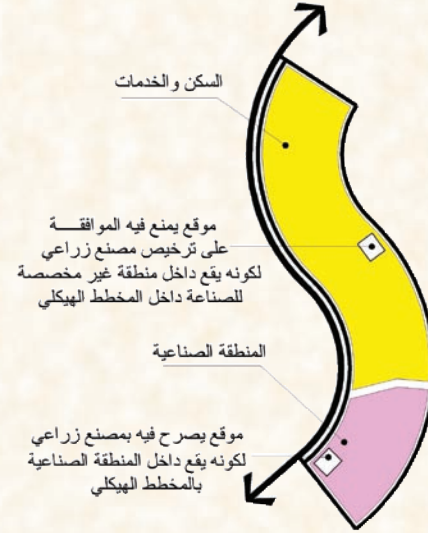 السكن والخدمات
موقع يمنع فيه الموافقــــة
على ترخيص مصنع زراعي
لكونه يقع داخل منطقة غير مخصصة
للصناعة داخل المخطط الهيكلي
المنطقة الصناعية
موقع يصرح فيه بمصنع زراعي
لكونه يقع داخل المنطقة الصناعية
بالمخطط الهيكلي